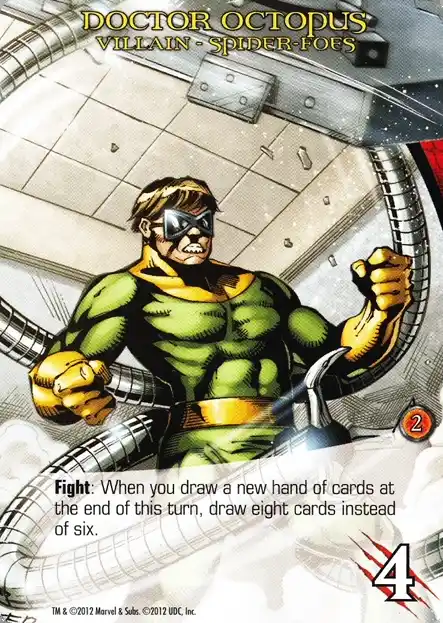 DOCTOR OCTOPUS
VILLAIN - SPIDER-FOES
2
Fight: When you draw a new hand of cards at
the end of this turn, draw eight cards instead
of six.
4
TM & ©2012 Marvel & Subs. ©2012 UDC, Inc.